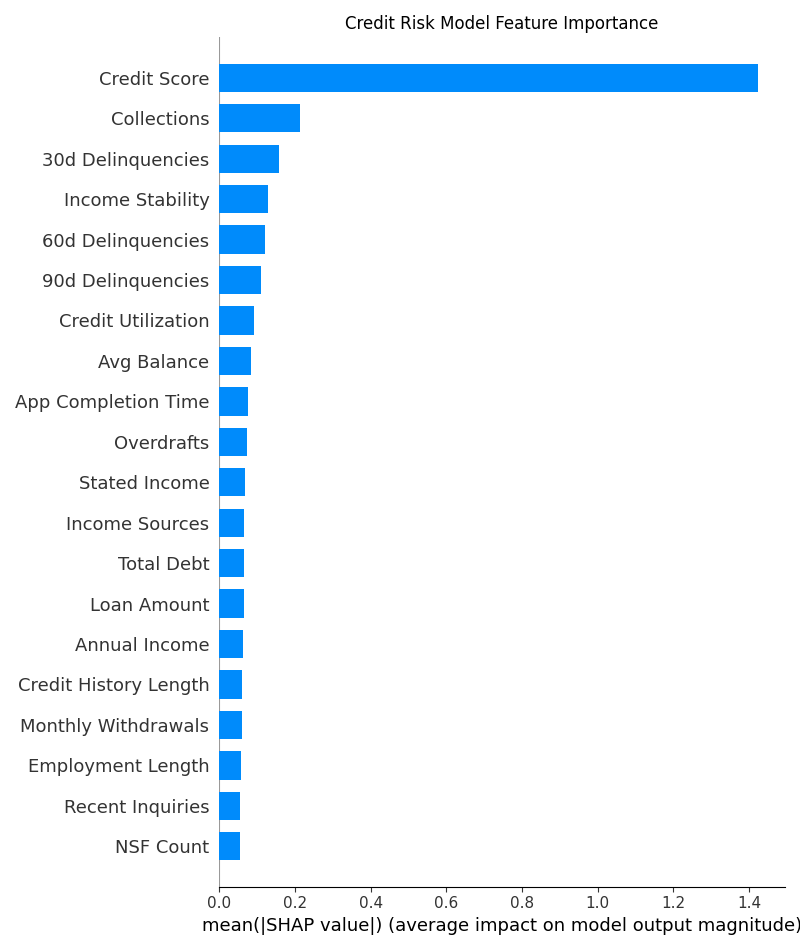 Credit Risk Model Feature Importance
Credit Score
Collections
30d Delinquencies
Income Stability
60d Delinquencies
90d Delinquencies
Credit Utilization
Avg Balance
App Completion Time
Overdrafts
Stated Income
Income Sources
Total Debt
Loan Amount
Annual Income
Credit History Length
Monthly Withdrawals
Employment Length
Recent Inquiries
NSF Count
0.0 0.2 0.4 0.6 0.8 1.0 1.2 1.4
mean(|SHAP value|) (average impact on model output magnitude)